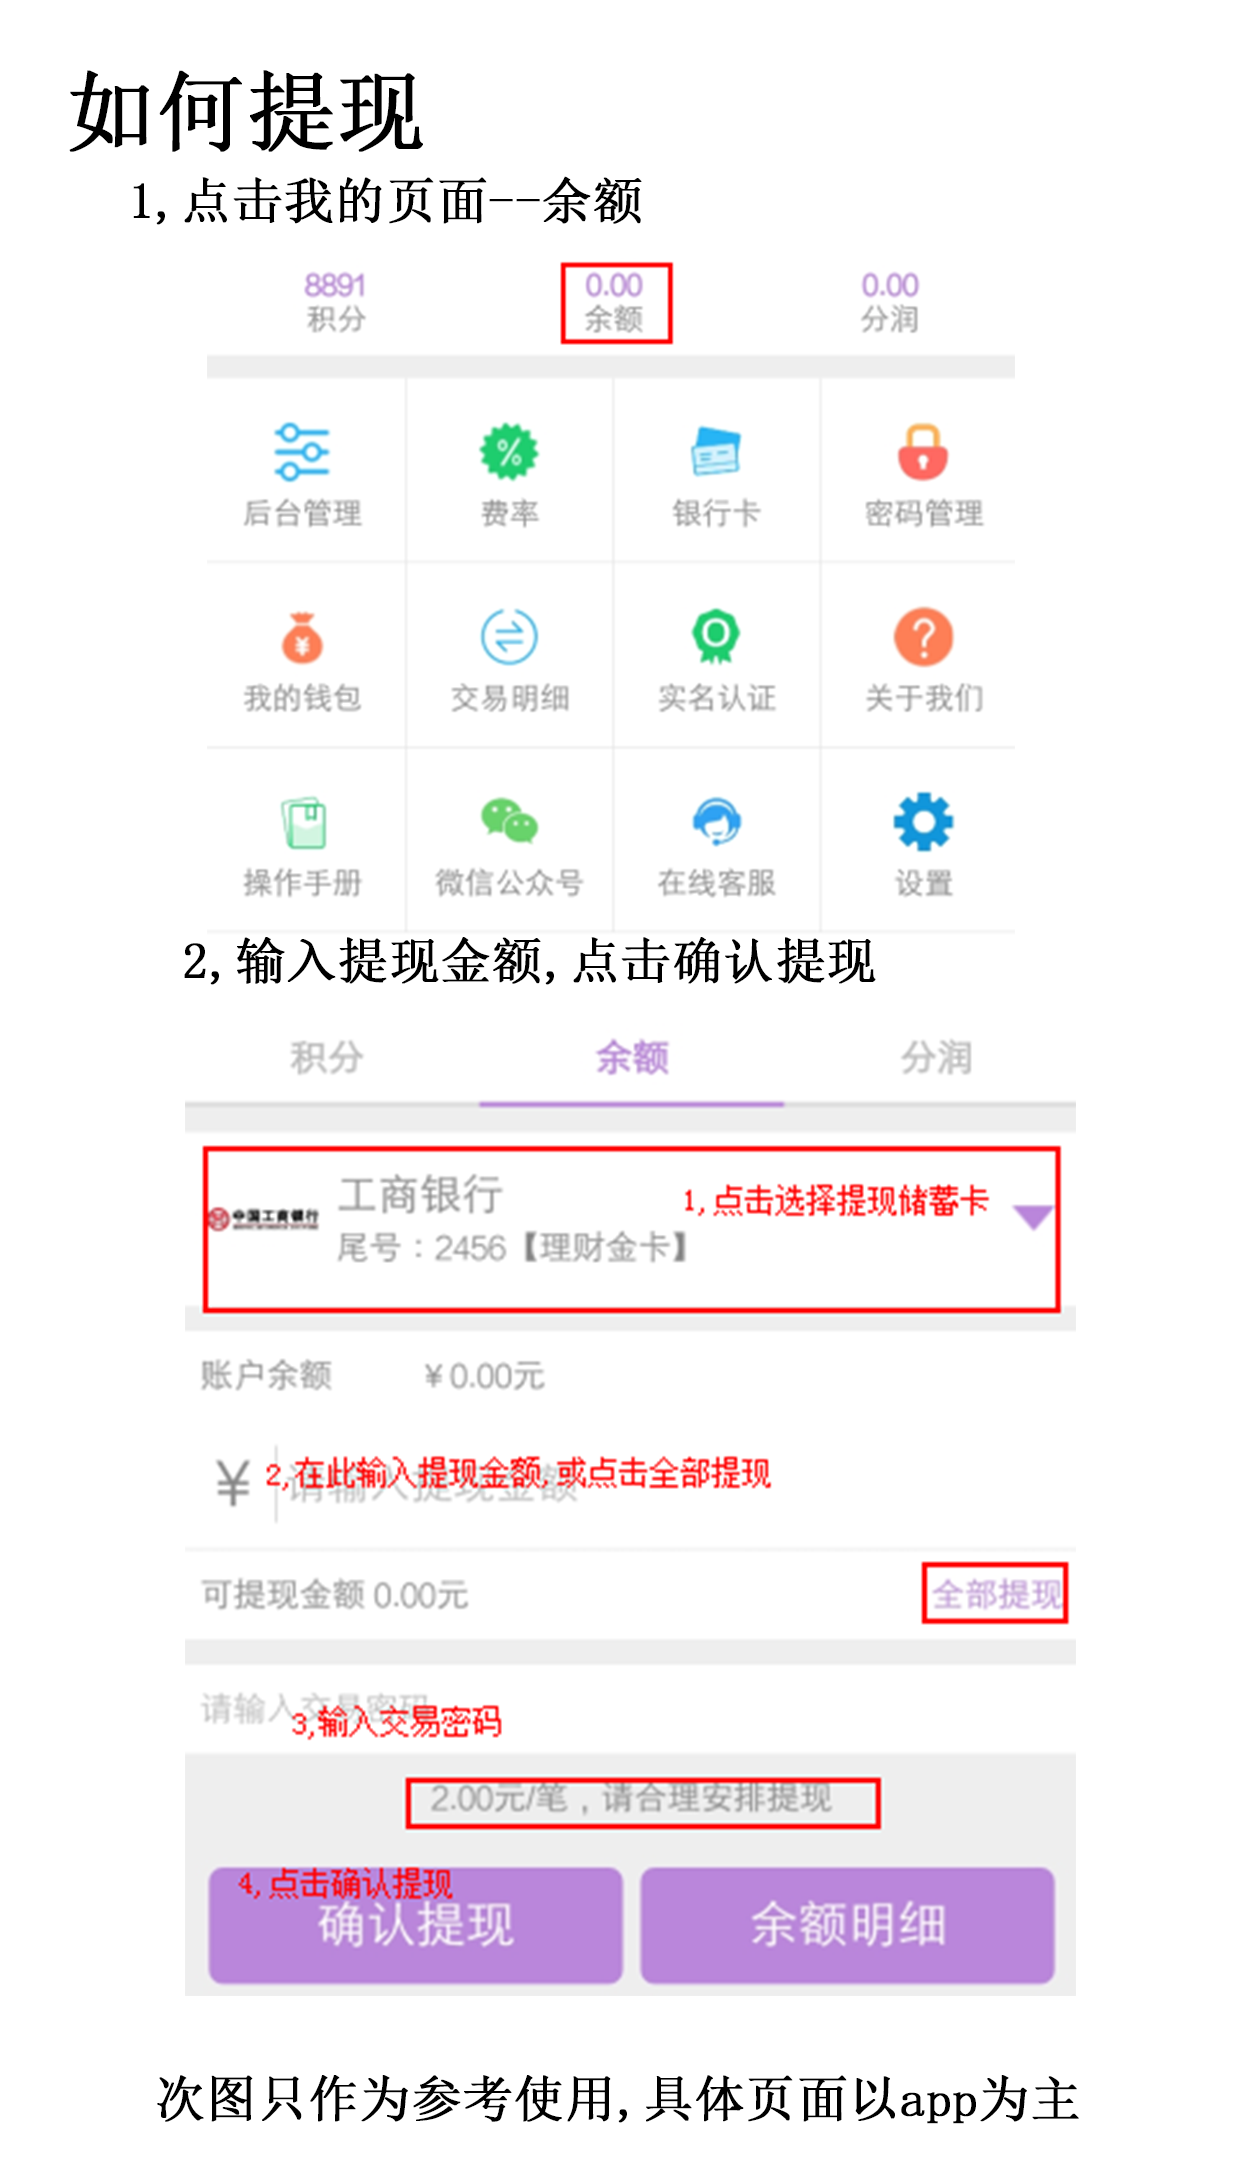 如何提现
1,点击我的页面--余额
8891 0.00 0.00
积分 余额 分润
后台管理 费率 银行卡 密码管理
我的钱包 交易明细 实名认证 关于我们
操作手册 微信公众号 在线客服 设置
2,输入提现金额,点击确认提现
积分 余额 分润
中国工商银行 工商银行 1,点击选择提现储蓄卡
尾号：2456【理财金卡】
账户余额 ¥0.00元
2,在此输入提现金额,或点击全部提现
¥ 请输入提现金额
可提现金额 0.00元 全部提现
请输入交易密码
3,输入交易密码
2.00元/笔，请合理安排提现
4,点击确认提现
确认提现 余额明细
次图只作为参考使用,具体页面以app为主